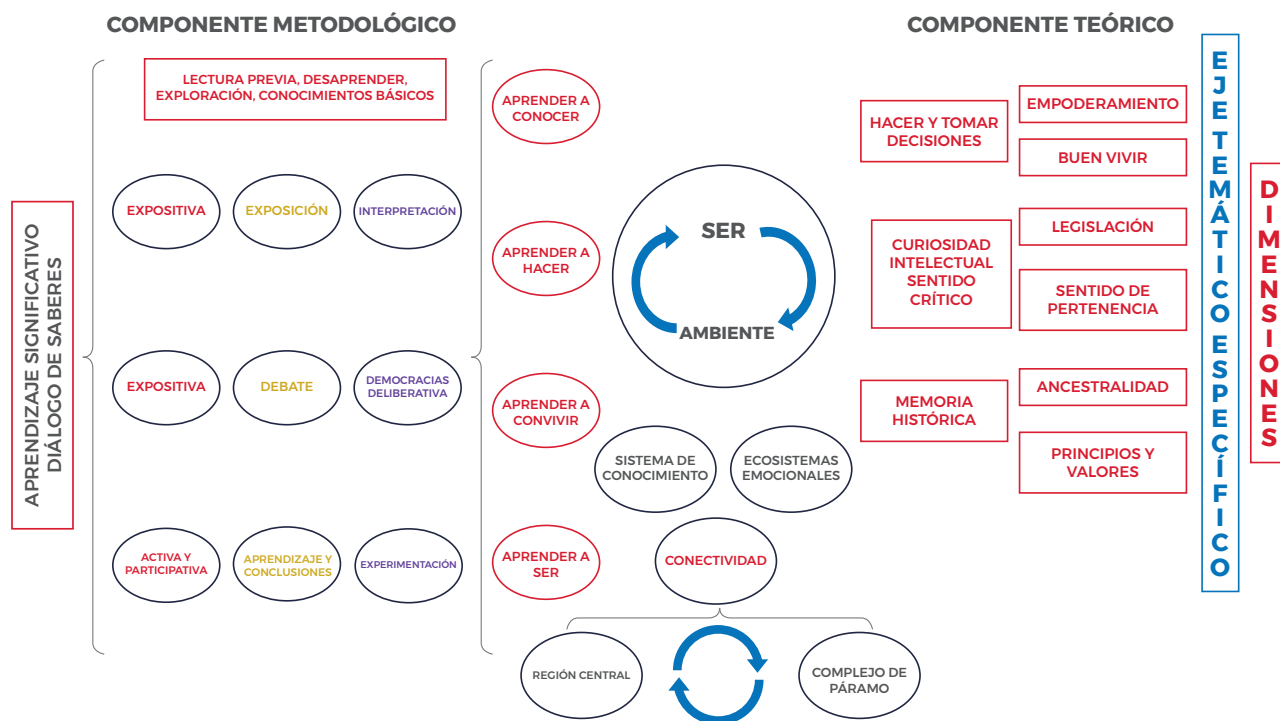 COMPONENTE METODOLÓGICO
COMPONENTE TEÓRICO
APRENDIZAJE SIGNIFICATIVO
DIÁLOGO DE SABERES
LECTURA PREVIA, DESAPRENDER,
EXPLORACIÓN, CONOCIMIENTOS BÁSICOS
EXPOSITIVA
EXPOSICIÓN
INTERPRETACIÓN
EXPOSITIVA
DEBATE
DEMOCRACIAS
DELIBERATIVA
ACTIVA Y
PARTICIPATIVA
APRENDIZAJE Y
CONCLUSIONES
EXPERIMENTACIÓN
APRENDER A
CONOCER
APRENDER A
HACER
APRENDER A
CONVIVIR
APRENDER A
SER
SER
AMBIENTE
SISTEMA DE
CONOCIMIENTO
ECOSISTEMAS
EMOCIONALES
CONECTIVIDAD
REGIÓN CENTRAL
COMPLEJO DE
PÁRAMO
HACER Y TOMAR
DECISIONES
EMPODERAMIENTO
BUEN VIVIR
CURIOSIDAD
INTELECTUAL
SENTIDO
CRÍTICO
LEGISLACIÓN
SENTIDO DE
PERTENENCIA
MEMORIA
HISTÓRICA
ANCESTRALIDAD
PRINCIPIOS Y
VALORES
EJE TEMÁTICO ESPECÍFICO
DIMENSIONES